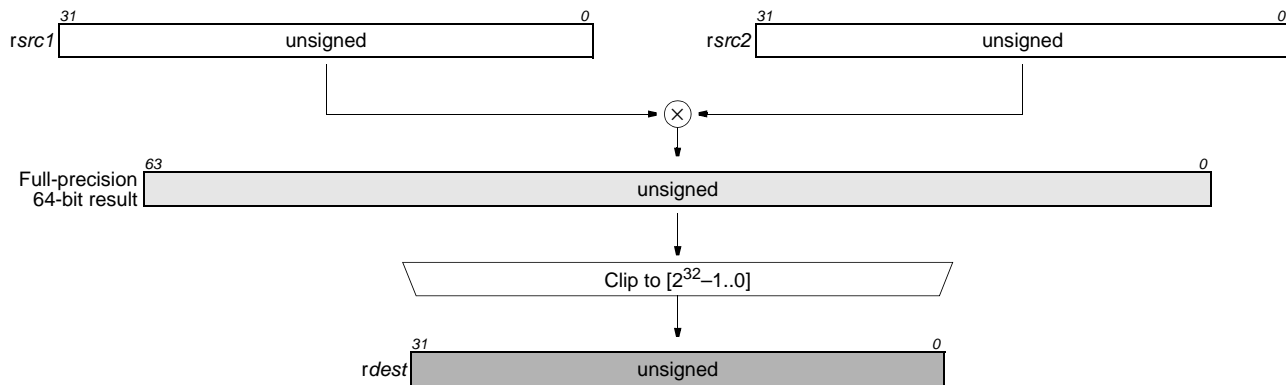 31 0 31 0
rsrc1 unsigned rsrc2 unsigned
×
63 0
Full-precision
64-bit result unsigned
Clip to [2³²–1..0]
31 0
rdest unsigned